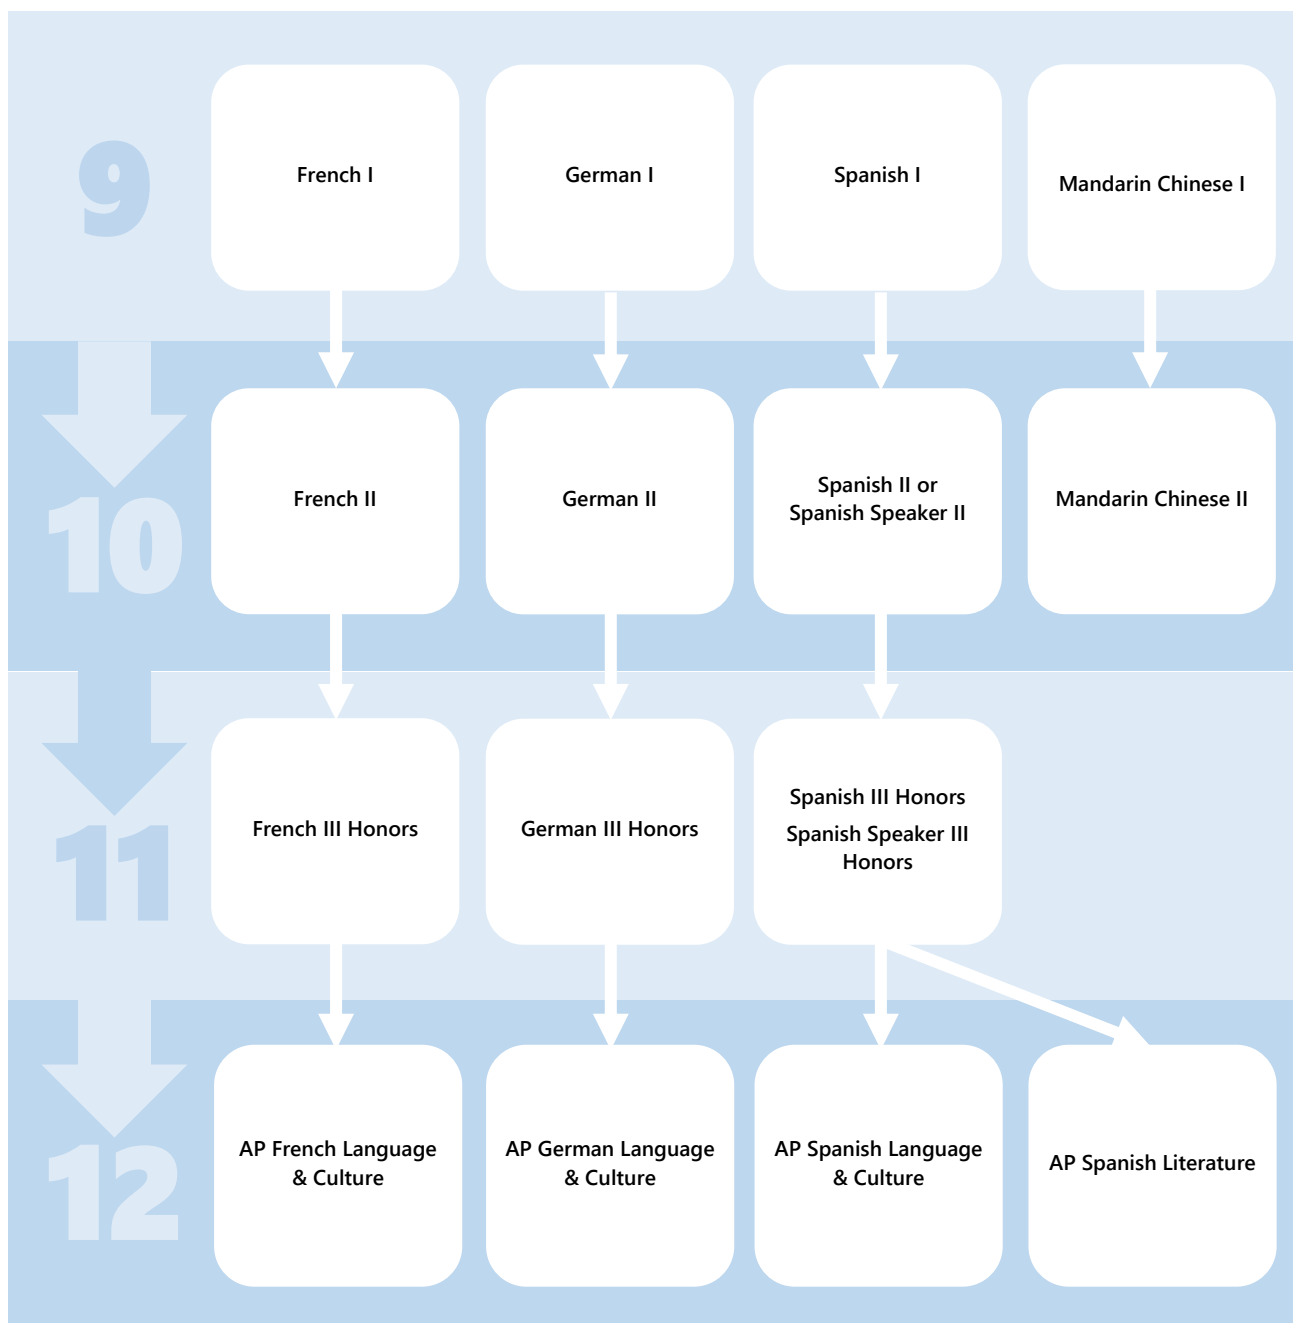 9
French I
German I
Spanish I
Mandarin Chinese I
10
French II
German II
Spanish II or
Spanish Speaker II
Mandarin Chinese II
11
French III Honors
German III Honors
Spanish III Honors
Spanish Speaker III
Honors
12
AP French Language
& Culture
AP German Language
& Culture
AP Spanish Language
& Culture
AP Spanish Literature